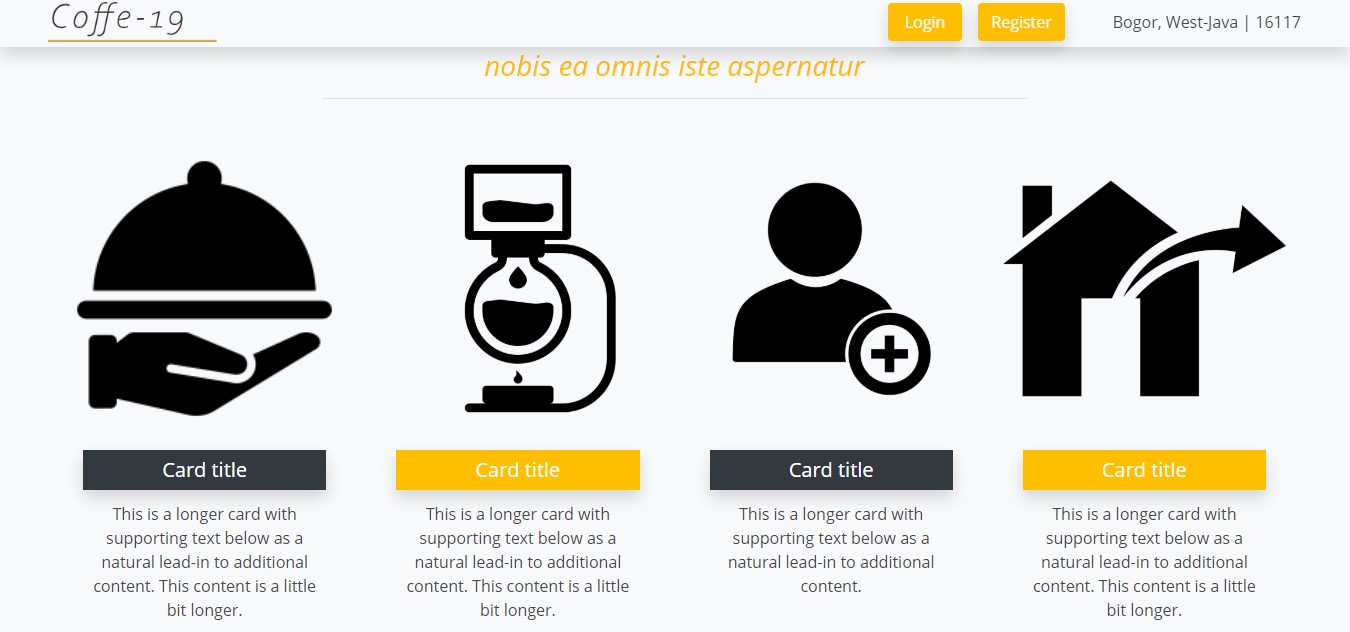 Coffe-19
Login
Register
Bogor, West-Java | 16117
nobis ea omnis iste aspernatur
Card title
This is a longer card with
supporting text below as a
natural lead-in to additional
content. This content is a little
bit longer.
Card title
This is a longer card with
supporting text below as a
natural lead-in to additional
content. This content is a little
bit longer.
Card title
This is a longer card with
supporting text below as a
natural lead-in to additional
content.
Card title
This is a longer card with
supporting text below as a
natural lead-in to additional
content. This content is a little
bit longer.